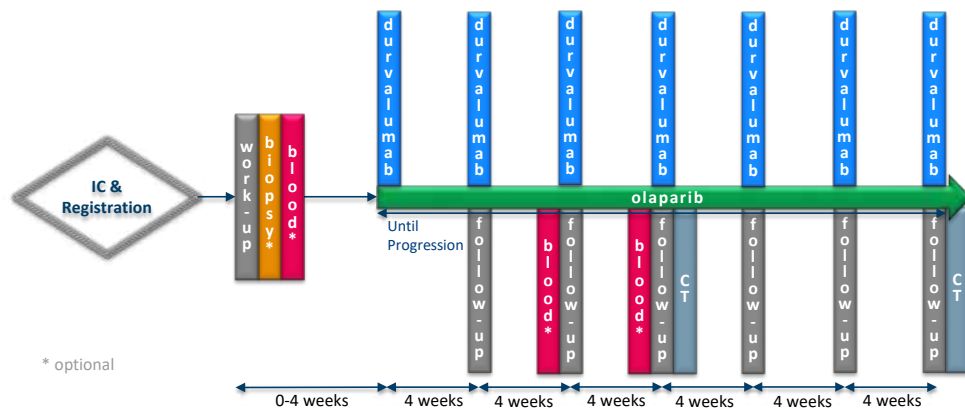 durvalumab
durvalumab
durvalumab
durvalumab
durvalumab
durvalumab
durvalumab
IC &
Registration
work-up
biopsy*
blood*
olaparib
Until
Progression
follow-up
blood*
follow-up
blood*
follow-up
CT
follow-up
follow-up
follow-up
CT
* optional
0-4 weeks
4 weeks
4 weeks
4 weeks
4 weeks
4 weeks
4 weeks